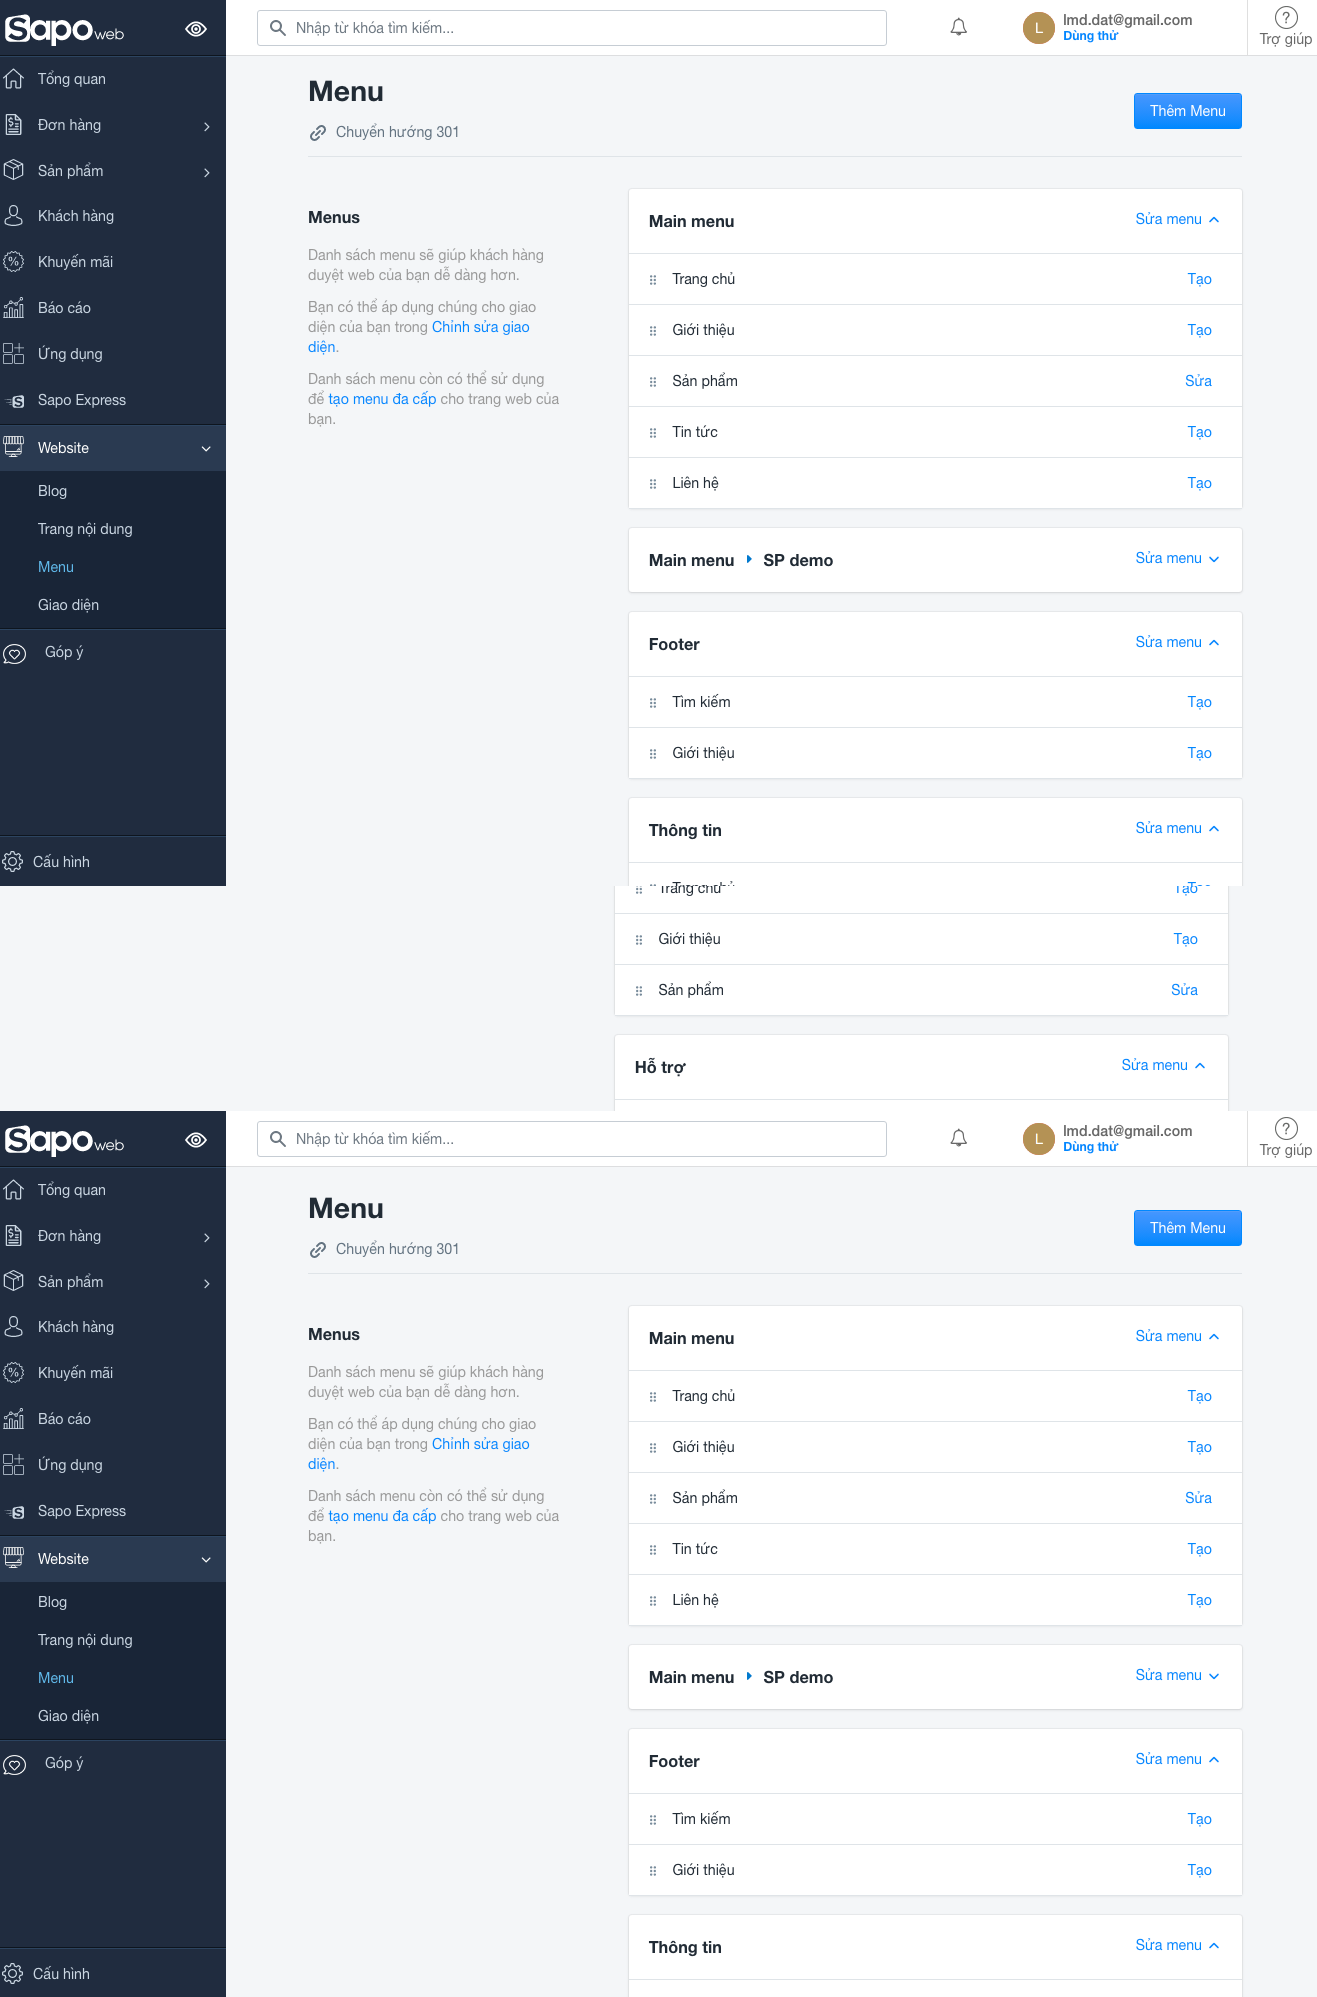 Sapo web
Nhập từ khóa tìm kiếm...
L
lmd.dat@gmail.com
Dùng thử
Trợ giúp
Tổng quan
Đơn hàng
Sản phẩm
Khách hàng
Khuyến mãi
Báo cáo
Ứng dụng
Sapo Express
Website
Blog
Trang nội dung
Menu
Giao diện
Góp ý
Cấu hình
Menu
Chuyển hướng 301
Thêm Menu
Menus
Danh sách menu sẽ giúp khách hàng
duyệt web của bạn dễ dàng hơn.
Bạn có thể áp dụng chúng cho giao
diện của bạn trong Chỉnh sửa giao
diện.
Danh sách menu còn có thể sử dụng
để tạo menu đa cấp cho trang web của
bạn.
Main menu Sửa menu
Trang chủ Tạo
Giới thiệu Tạo
Sản phẩm Sửa
Tin tức Tạo
Liên hệ Tạo
Main menu SP demo Sửa menu
Footer Sửa menu
Tìm kiếm Tạo
Giới thiệu Tạo
Thông tin Sửa menu
Trang chủ Tạo
Giới thiệu Tạo
Sản phẩm Sửa
Hỗ trợ Sửa menu
Sapo web
Nhập từ khóa tìm kiếm...
L
lmd.dat@gmail.com
Dùng thử
Trợ giúp
Tổng quan
Đơn hàng
Sản phẩm
Khách hàng
Khuyến mãi
Báo cáo
Ứng dụng
Sapo Express
Website
Blog
Trang nội dung
Menu
Giao diện
Góp ý
Cấu hình
Menu
Chuyển hướng 301
Thêm Menu
Menus
Danh sách menu sẽ giúp khách hàng
duyệt web của bạn dễ dàng hơn.
Bạn có thể áp dụng chúng cho giao
diện của bạn trong Chỉnh sửa giao
diện.
Danh sách menu còn có thể sử dụng
để tạo menu đa cấp cho trang web của
bạn.
Main menu Sửa menu
Trang chủ Tạo
Giới thiệu Tạo
Sản phẩm Sửa
Tin tức Tạo
Liên hệ Tạo
Main menu SP demo Sửa menu
Footer Sửa menu
Tìm kiếm Tạo
Giới thiệu Tạo
Thông tin Sửa menu